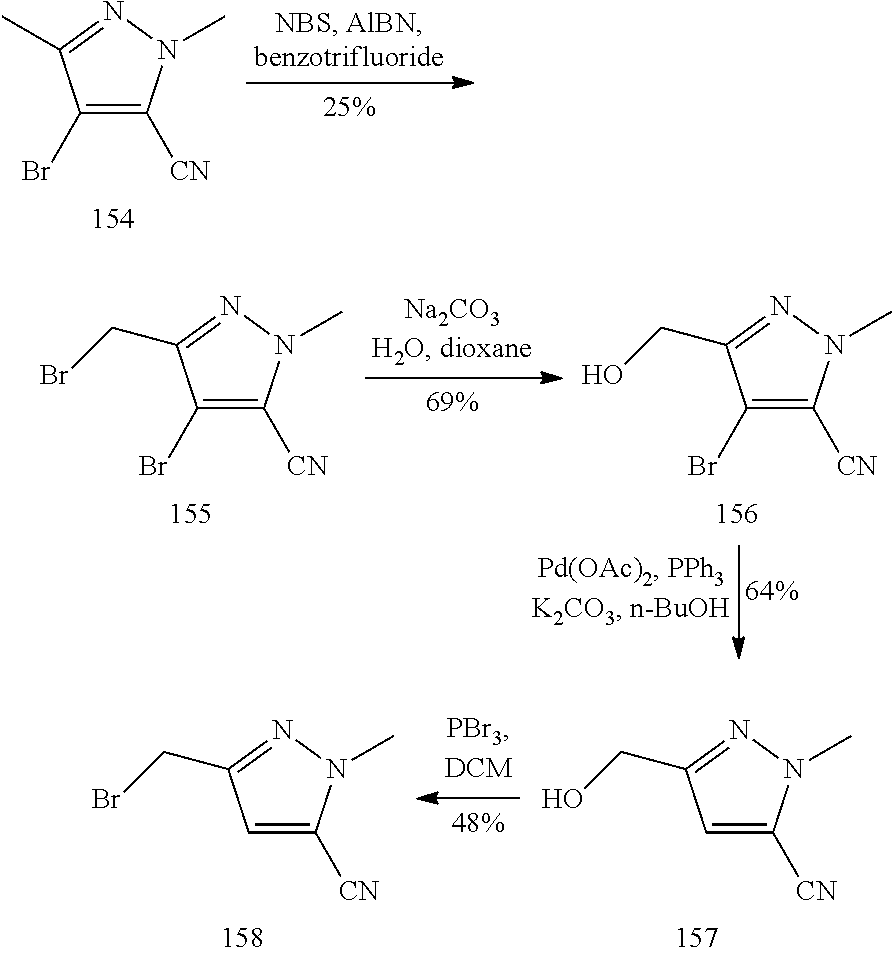 N
N
NBS, AlBN,
benzotrifluoride
25%
Br
CN
154
N
N
Br
Br
CN
155
Na₂CO₃
H₂O, dioxane
69%
N
N
HO
Br
CN
156
Pd(OAc)₂, PPh₃
K₂CO₃, n-BuOH
64%
N
N
Br
CN
158
PBr₃,
DCM
48%
N
N
HO
CN
157